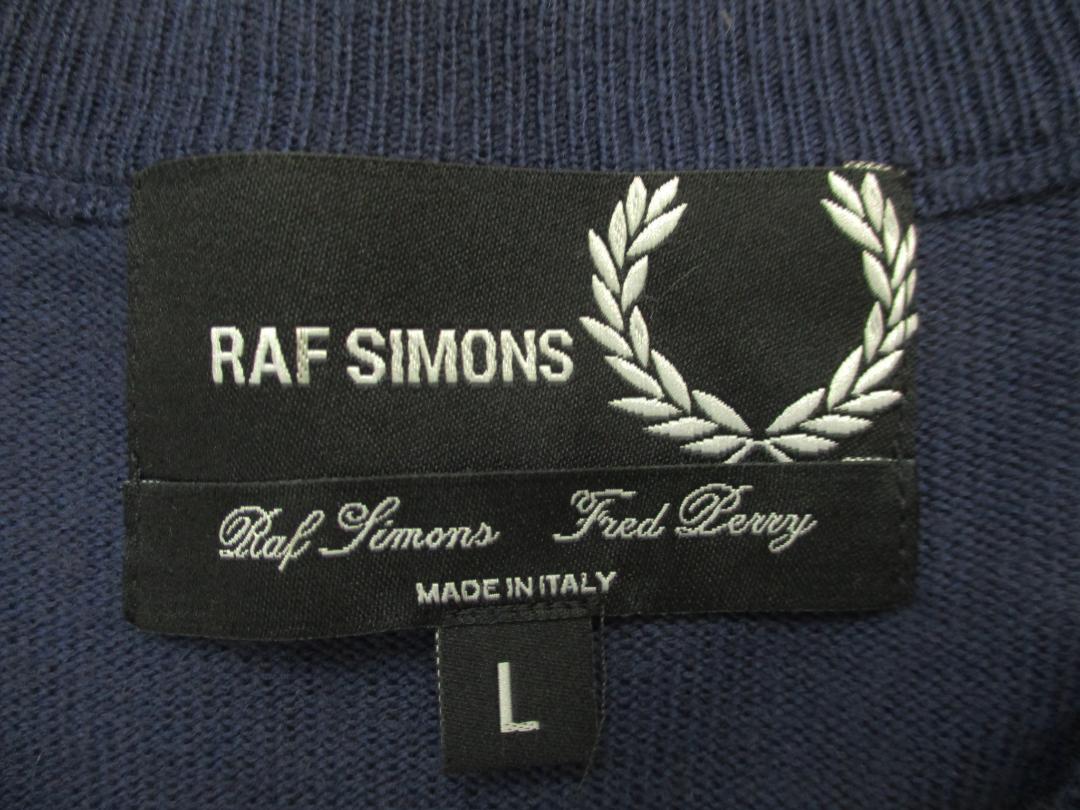 RAF SIMONS
Raf Simons Fred Perry
MADE IN ITALY
L